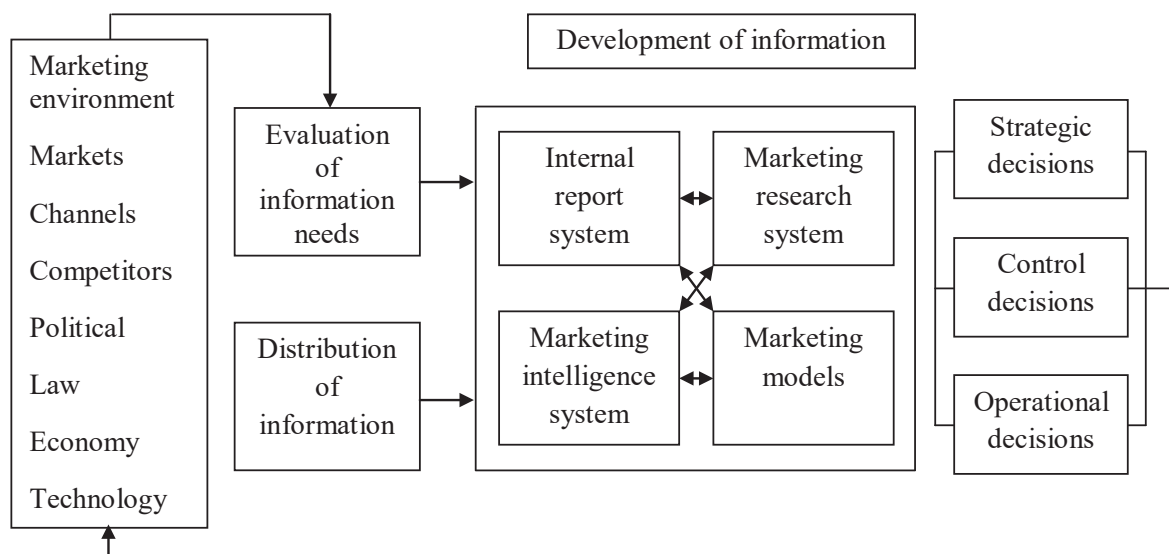 Marketing
environment
Markets
Channels
Competitors
Political
Law
Economy
Technology
Evaluation
of
information
needs
Distribution
of
information
Development of information
Internal
report
system
Marketing
research
system
Marketing
intelligence
system
Marketing
models
Strategic
decisions
Control
decisions
Operational
decisions